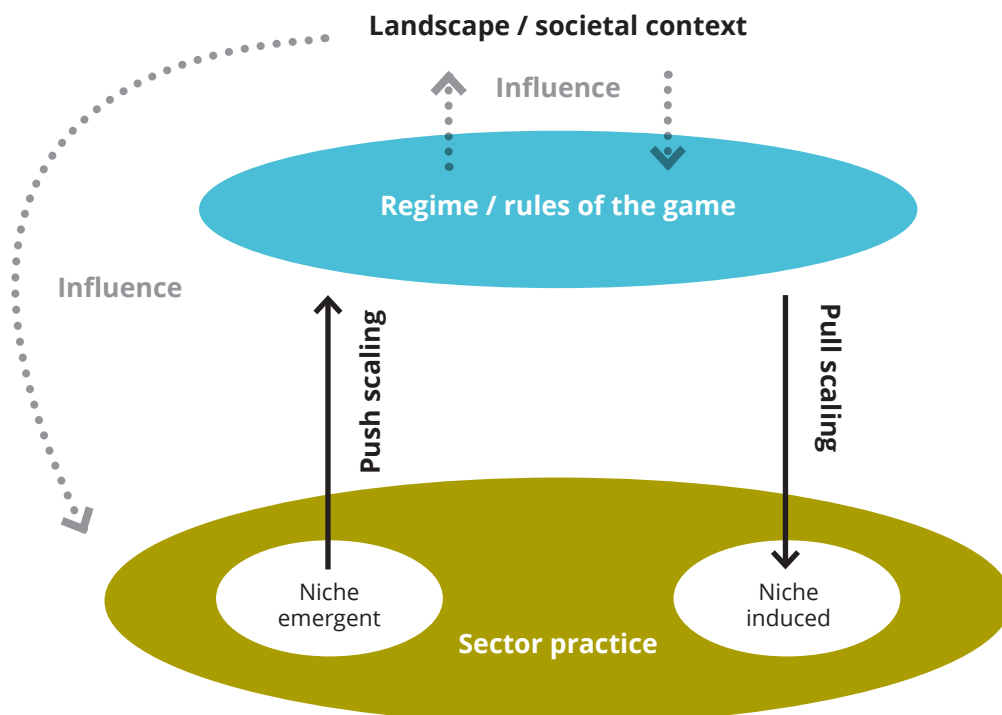 Landscape / societal context
Influence
Regime / rules of the game
Influence
Push scaling
Pull scaling
Niche
emergent
Niche
induced
Sector practice